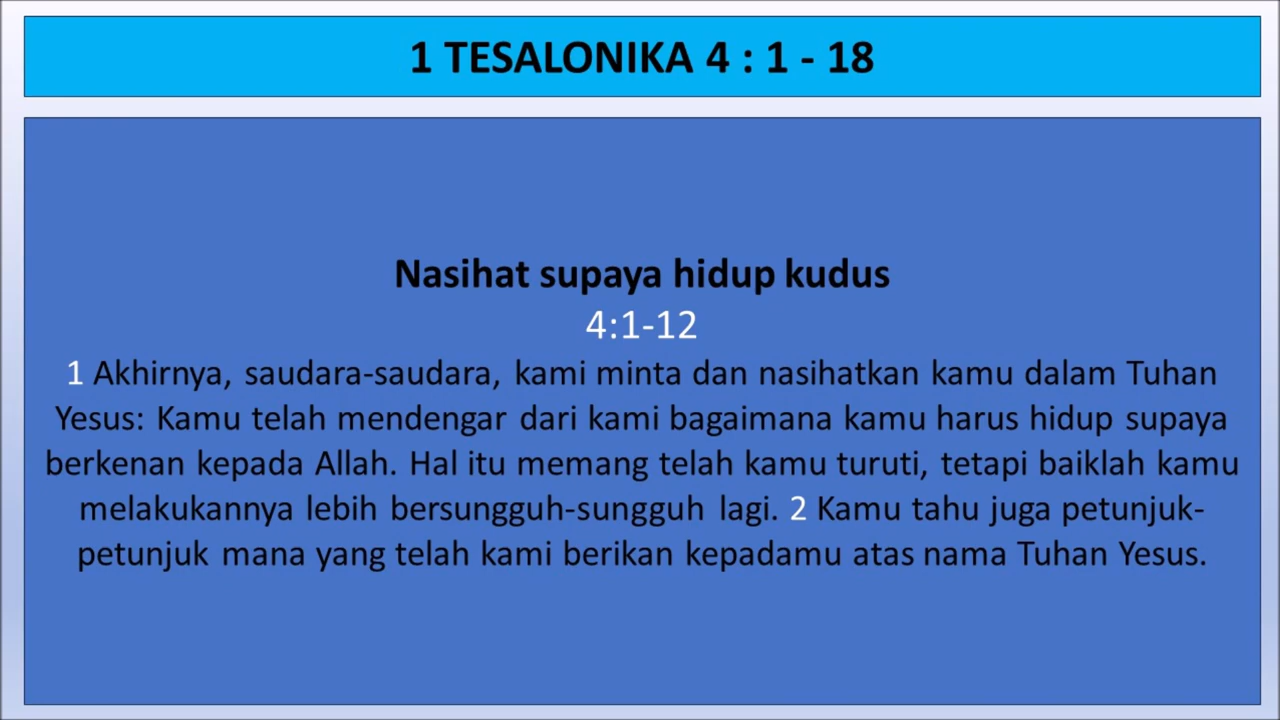 1 TESALONIKA 4 : 1 - 18
Nasihat supaya hidup kudus
4:1-12
1 Akhirnya, saudara-saudara, kami minta dan nasihatkan kamu dalam Tuhan
Yesus: Kamu telah mendengar dari kami bagaimana kamu harus hidup supaya
berkenan kepada Allah. Hal itu memang telah kamu turuti, tetapi baiklah kamu
melakukannya lebih bersungguh-sungguh lagi. 2 Kamu tahu juga petunjuk-
petunjuk mana yang telah kami berikan kepadamu atas nama Tuhan Yesus.